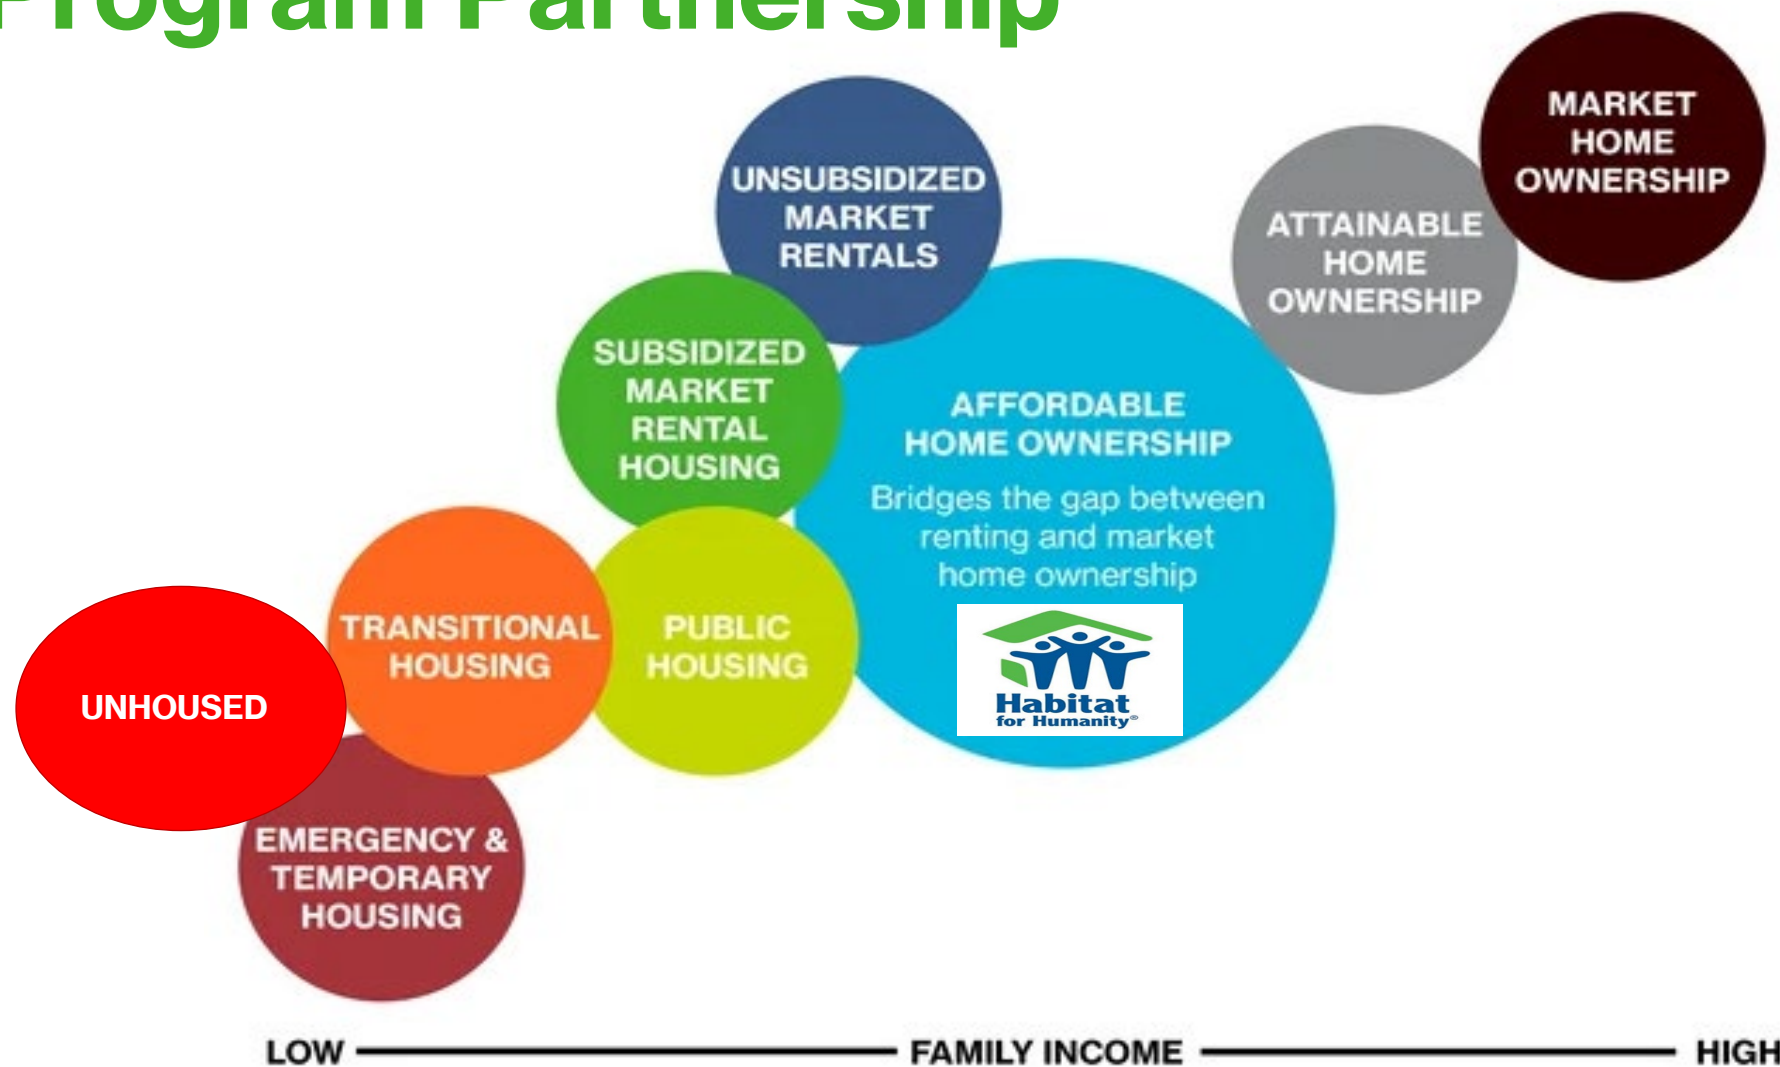 Program Partnership
MARKET
HOME
OWNERSHIP
UNSUBSIDIZED
MARKET
RENTALS
ATTAINABLE
HOME
OWNERSHIP
SUBSIDIZED
MARKET
RENTAL
HOUSING
AFFORDABLE
HOME OWNERSHIP
Bridges the gap between
renting and market
home ownership
Habitat
for Humanity®
TRANSITIONAL
HOUSING
PUBLIC
HOUSING
UNHOUSED
EMERGENCY &
TEMPORARY
HOUSING
LOW FAMILY INCOME HIGH